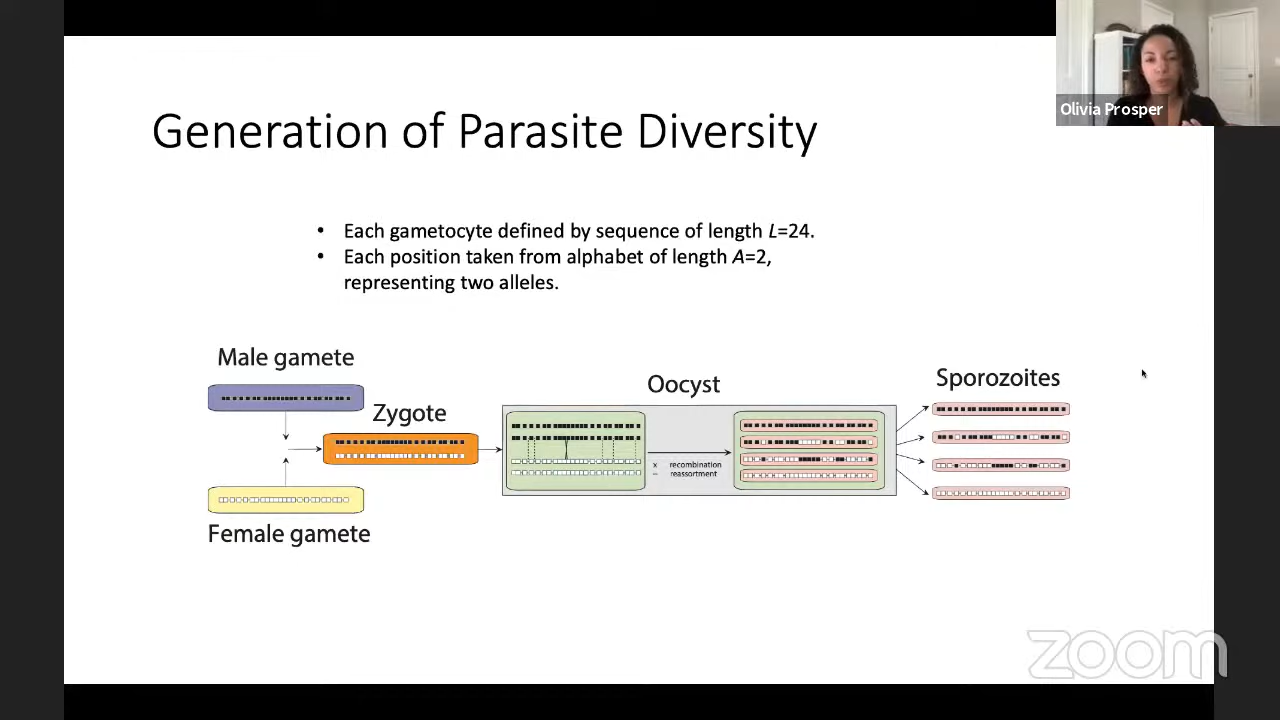 Olivia Prosper
Generation of Parasite Diversity
• Each gametocyte defined by sequence of length L=24.
• Each position taken from alphabet of length A=2,
representing two alleles.
Male gamete
Zygote
Oocyst
Sporozoites
x recombination
– reassortment
Female gamete
zoom